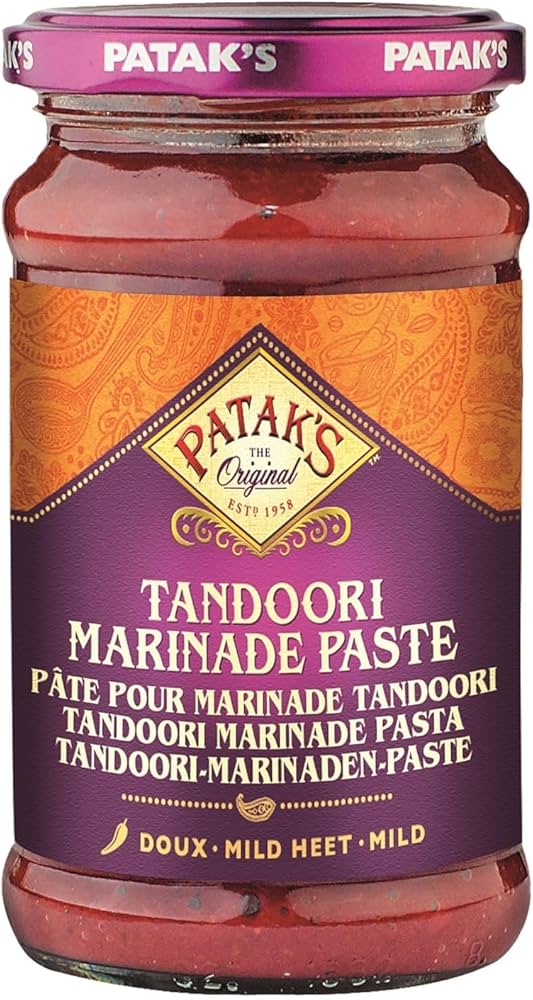 PATAK'S PATAK'S
PATAK'S
THE
Original
ESTD 1958
™
TANDOORI
MARINADE PASTE
PÂTE POUR MARINADE TANDOORI
TANDOORI MARINADE PASTA
TANDOORI-MARINADEN-PASTE
DOUX · MILD HEET · MILD